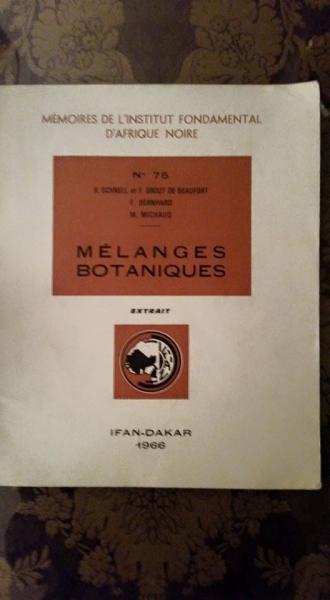 MÉMOIRES DE L'INSTITUT FONDAMENTAL
D'AFRIQUE NOIRE
N° 75
R. SCHNELL et F. GROUT DE BEAUFORT
F. BERNHARD
M. MICHAUD
MÉLANGES
BOTANIQUES
EXTRAIT
IFAN
IFAN-DAKAR
1966